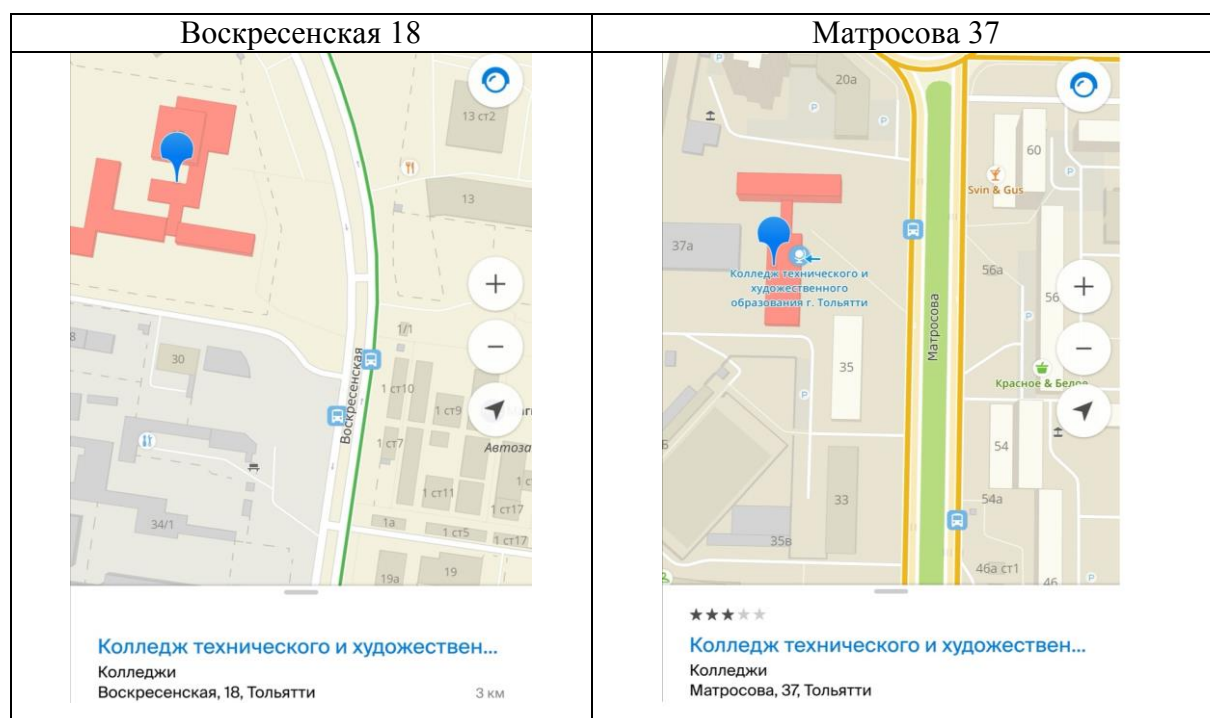 Воскресенская 18
Матросова 37
13 ст2
13
30
1/1
Воскресенская
1 ст10
1 ст9
1 ст7
Автоза
1 ст11
1 ст17
34/1
1а
1 ст5
1 ст17
19а
19
Колледж технического и художествен...
Колледжи
Воскресенская, 18, Тольятти
3 км
20а
60
Svin & Gus
37а
Колледж технического и
художественного
образования г. Тольятти
56а
56
Матросова
35
Красное & Белое
54
33
54а
35в
46а ст1
46
Колледж технического и художествен...
Колледжи
Матросова, 37, Тольятти